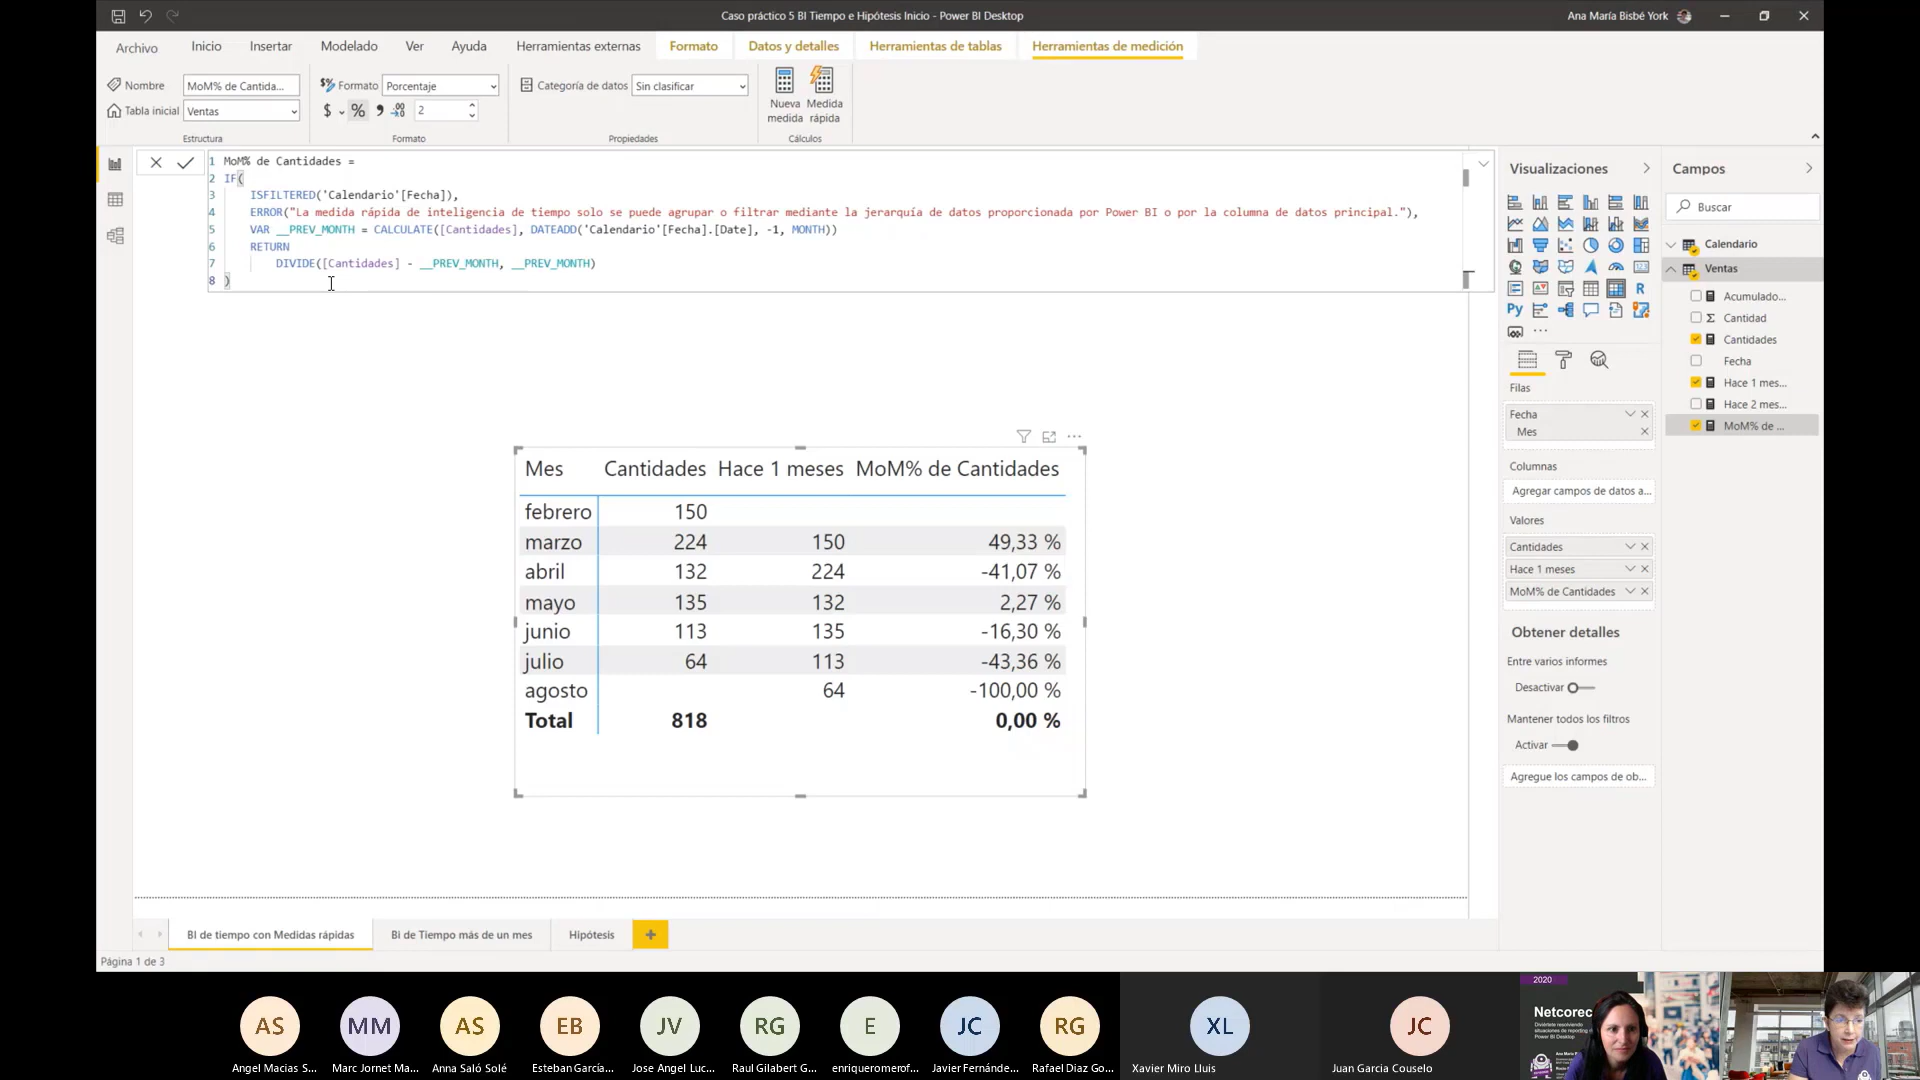 Caso práctico 5 BI Tiempo e Hipótesis Inicio - Power BI Desktop
Ana María Bisbé York
Archivo
Inicio
Insertar
Modelado
Ver
Ayuda
Herramientas externas
Formato
Datos y detalles
Herramientas de tablas
Herramientas de medición
Nombre
MoM% de Cantida...
Formato
Porcentaje
Categoría de datos
Sin clasificar
Nueva medida
Medida rápida
Tabla inicial
Ventas
$ % 9 2
Estructura
Formato
Propiedades
Cálculos
1 MoM% de Cantidades =
2 IF(
3 ISFILTERED('Calendario'[Fecha]),
4 ERROR("La medida rápida de inteligencia de tiempo solo se puede agrupar o filtrar mediante la jerarquía de datos proporcionada por Power BI o por la columna de datos principal."),
5 VAR __PREV_MONTH = CALCULATE([Cantidades], DATEADD('Calendario'[Fecha].[Date], -1, MONTH))
6 RETURN
7 DIVIDE([Cantidades] - __PREV_MONTH, __PREV_MONTH)
8 )
Mes Cantidades Hace 1 meses MoM% de Cantidades
febrero 150
marzo 224 150 49,33 %
abril 132 224 -41,07 %
mayo 135 132 2,27 %
junio 113 135 -16,30 %
julio 64 113 -43,36 %
agosto 64 -100,00 %
Total 818 0,00 %
Visualizaciones
R
Py
Filas
Fecha
Mes
Columnas
Agregar campos de datos a...
Valores
Cantidades
Hace 1 meses
MoM% de Cantidades
Obtener detalles
Entre varios informes
Desactivar
Mantener todos los filtros
Activar
Agregue los campos de ob...
Campos
Buscar
Calendario
Ventas
Acumulado...
Cantidad
Cantidades
Fecha
Hace 1 mes...
Hace 2 mes...
MoM% de ...
BI de tiempo con Medidas rápidas
Bi de Tiempo más de un mes
Hipótesis
Página 1 de 3
AS
MM
AS
EB
JV
RG
E
JC
RG
XL
JC
Angel Macias S...
Marc Jornet Ma...
Anna Saló Solé
Esteban García...
Jose Angel Luc...
Raul Gilabert G...
enriqueromerof...
Javier Fernánde...
Rafael Diaz Go...
Xavier Miro Lluis
Juan Garcia Couselo
2020
Netcorec